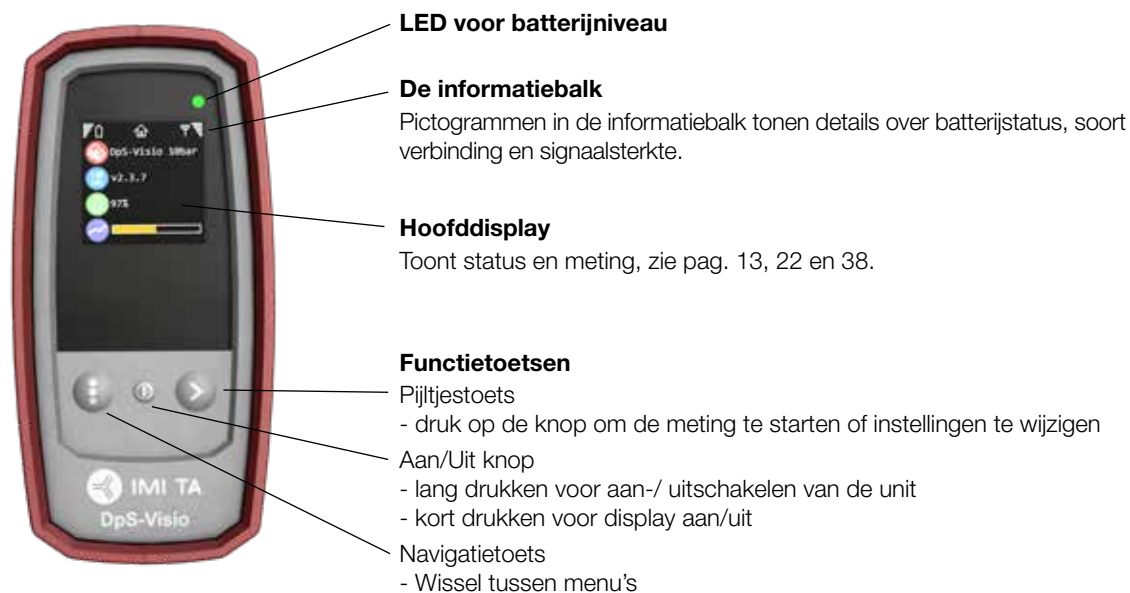 LED voor batterijniveau
De informatiebalk
Pictogrammen in de informatiebalk tonen details over batterijstatus, soort
verbinding en signaalsterkte.
DpS-Visio 10bar
v2.3.7
97%
Hoofddisplay
Toont status en meting, zie pag. 13, 22 en 38.
Functietoetsen
Pijltjestoets
- druk op de knop om de meting te starten of instellingen te wijzigen
Aan/Uit knop
- lang drukken voor aan-/ uitschakelen van de unit
- kort drukken voor display aan/uit
Navigatietoets
- Wissel tussen menu’s
IMI TA
DpS-Visio